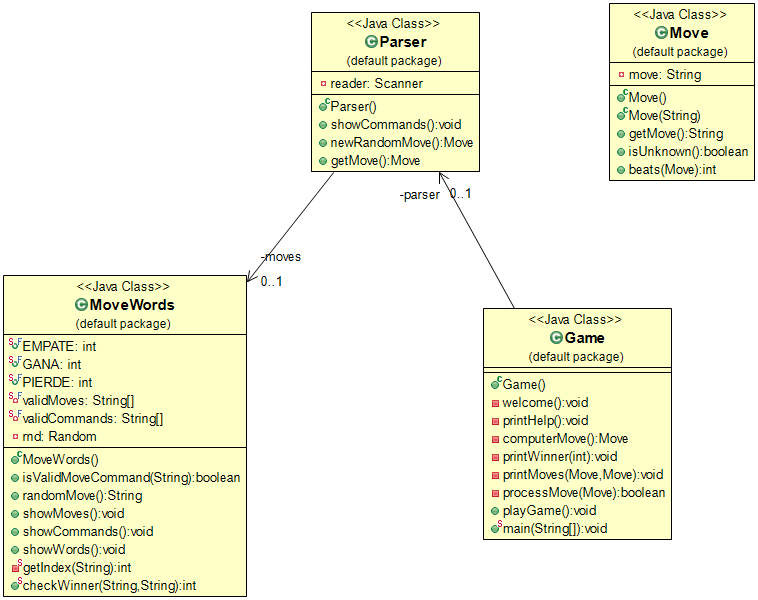 <<Java Class>>
Parser
(default package)
reader: Scanner
Parser()
showCommands():void
newRandomMove():Move
getMove():Move
<<Java Class>>
Move
(default package)
move: String
Move()
Move(String)
getMove():String
isUnknown():boolean
beats(Move):int
-parser 0..1
-moves
0..1
<<Java Class>>
MoveWords
(default package)
EMPATE: int
GANA: int
PIERDE: int
validMoves: String[]
validCommands: String[]
rnd: Random
MoveWords()
isValidMoveCommand(String):boolean
randomMove():String
showMoves():void
showCommands():void
showWords():void
getIndex(String):int
checkWinner(String,String):int
<<Java Class>>
Game
(default package)
Game()
welcome():void
printHelp():void
computerMove():Move
printWinner(int):void
printMoves(Move,Move):void
processMove(Move):boolean
playGame():void
main(String[]):void